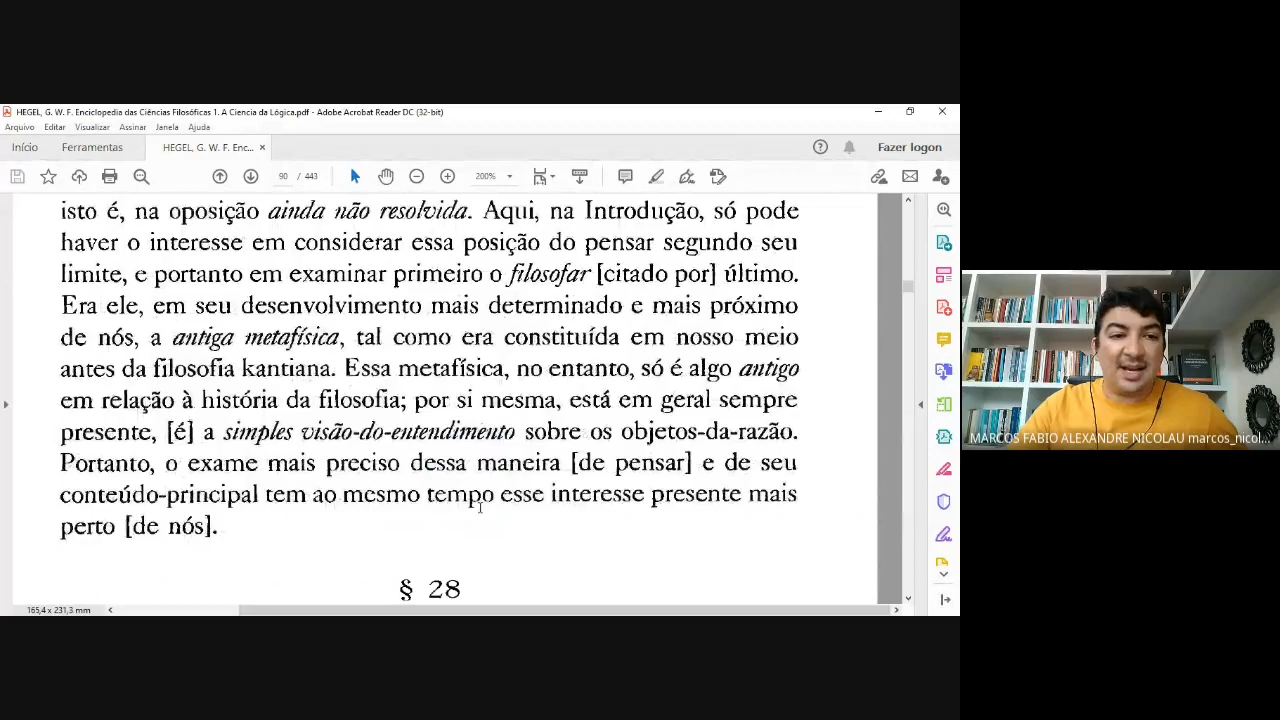 HEGEL, G. W. F. Enciclopedia das Ciências Filosóficas 1. A Ciencia da Lógica.pdf - Adobe Acrobat Reader DC (32-bit)
Arquivo Editar Visualizar Assinar Janela Ajuda
Início Ferramentas HEGEL, G. W. F. Enc... × Fazer logon
90 / 443 200%
isto é, na oposição ainda não resolvida. Aqui, na Introdução, só pode
haver o interesse em considerar essa posição do pensar segundo seu
limite, e portanto em examinar primeiro o filosofar [citado por] último.
Era ele, em seu desenvolvimento mais determinado e mais próximo
de nós, a antiga metafísica, tal como era constituída em nosso meio
antes da filosofia kantiana. Essa metafísica, no entanto, só é algo antigo
em relação à história da filosofia; por si mesma, está em geral sempre
presente, [é] a simples visão-do-entendimento sobre os objetos-da-razão.
Portanto, o exame mais preciso dessa maneira [de pensar] e de seu
conteúdo-principal tem ao mesmo tempo esse interesse presente mais
perto [de nós].
§ 28
165,4 x 231,3 mm
MARCOS FABIO ALEXANDRE NICOLAU marcos_nicol...